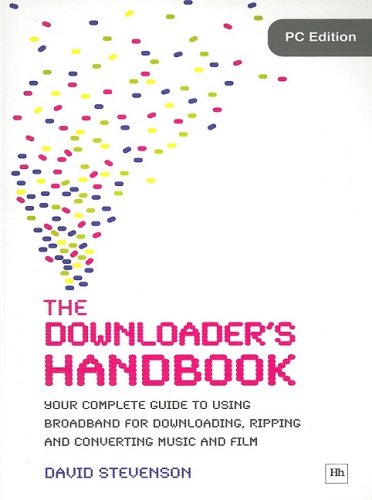 PC Edition
THE
DOWNLOADER'S
HANDBOOK
YOUR COMPLETE GUIDE TO USING
BROADBAND FOR DOWNLOADING, RIPPING
AND CONVERTING MUSIC AND FILM
DAVID STEVENSON
Hh